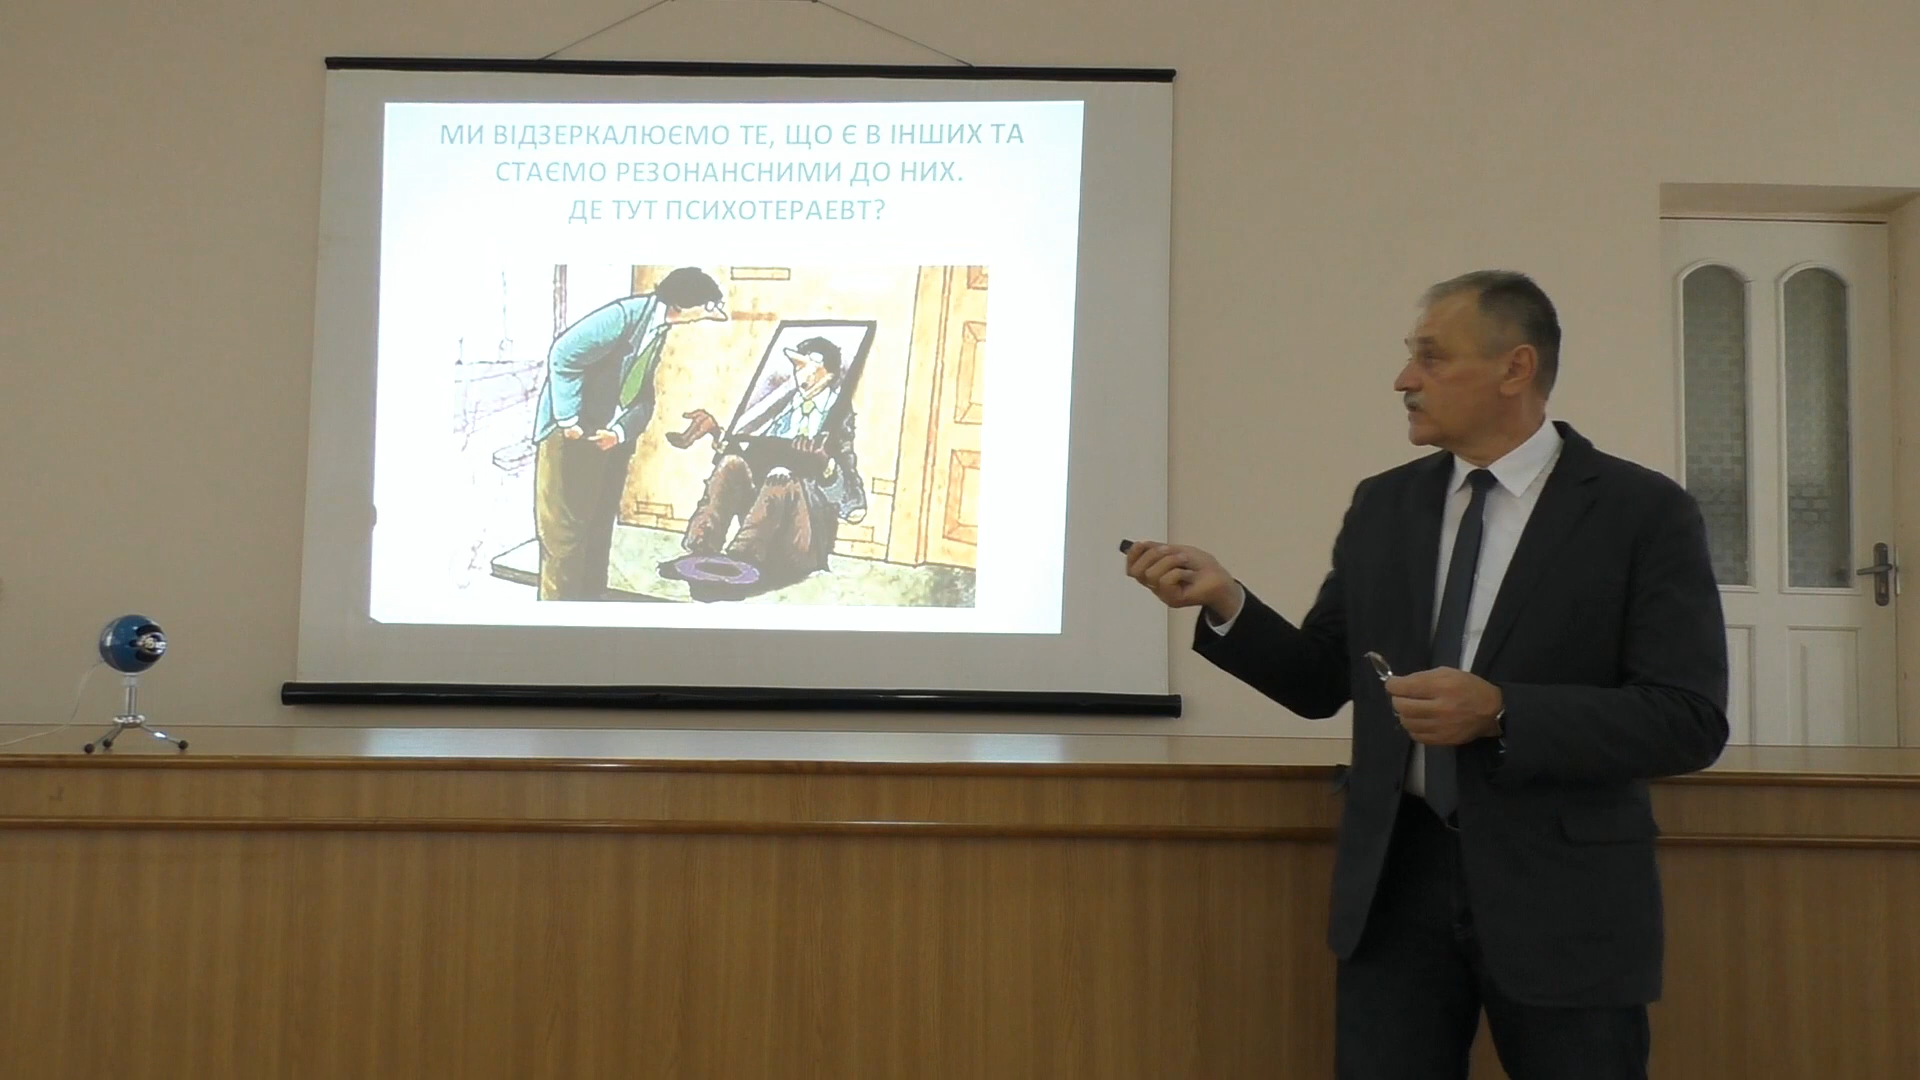 МИ ВІДЗЕРКАЛЮЄМО ТЕ, ЩО Є В ІНШИХ ТА
СТАЄМО РЕЗОНАНСНИМИ ДО НИХ.
ДЕ ТУТ ПСИХОТЕРАЕВТ?